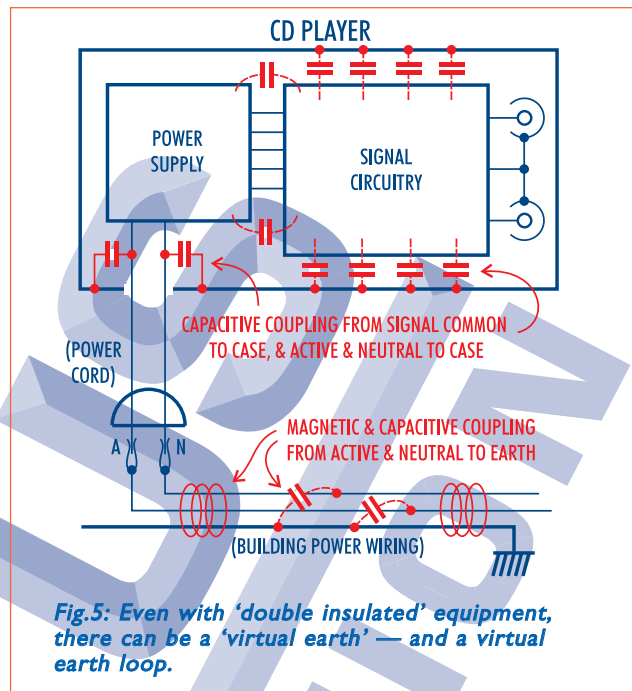 CD PLAYER
POWER
SUPPLY
SIGNAL
CIRCUITRY
CAPACITIVE COUPLING FROM SIGNAL COMMON
TO CASE, & ACTIVE & NEUTRAL TO CASE
(POWER
CORD)
MAGNETIC & CAPACITIVE COUPLING
FROM ACTIVE & NEUTRAL TO EARTH
A N
(BUILDING POWER WIRING)
Fig.5: Even with ‘double insulated’ equipment,
there can be a ‘virtual earth’ — and a virtual
earth loop.